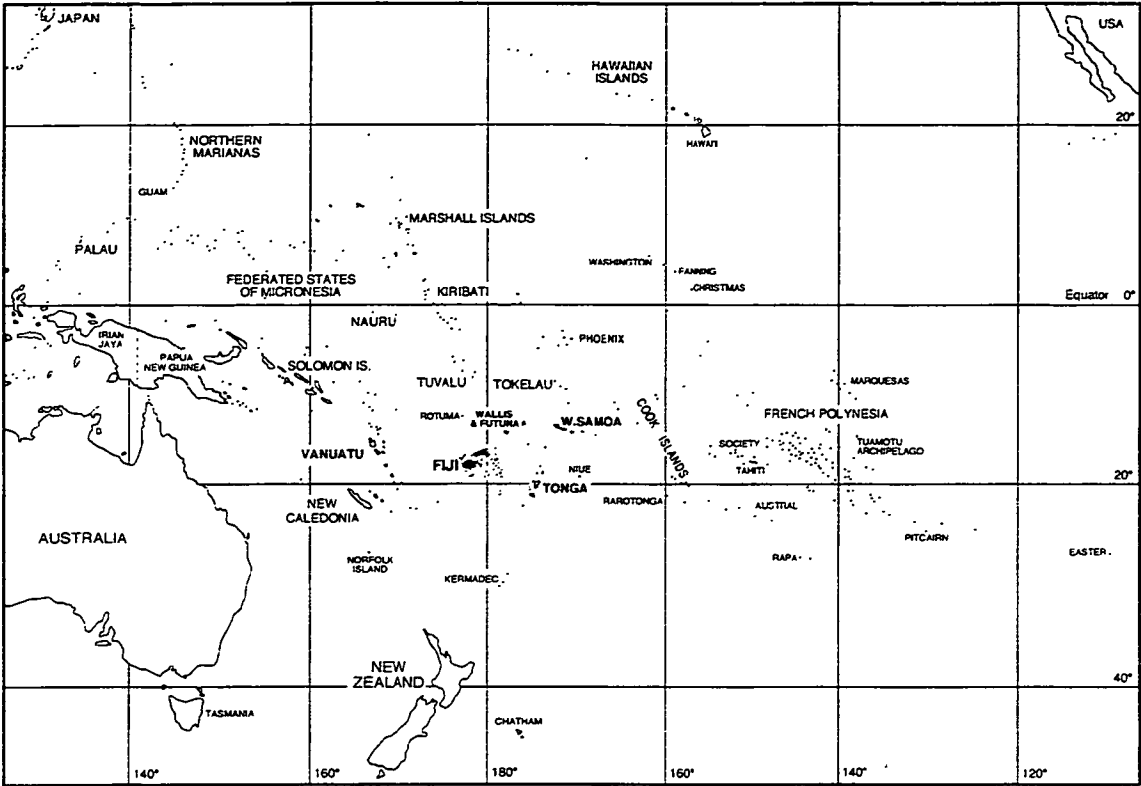 JAPAN
USA
HAWAIIAN
ISLANDS
20°
NORTHERN
MARIANAS
HAWAII
GUAM
MARSHALL ISLANDS
PALAU
WASHINGTON
FANNING
FEDERATED STATES
OF MICRONESIA
KIRIBATI
CHRISTMAS
Equator 0°
NAURU
IRIAN
JAYA
PHOENIX
PAPUA
NEW GUINEA
SOLOMON IS.
TUVALU
TOKELAU
MARQUESAS
ROTUMA
WALLIS
& FUTUNA
W.SAMOA
COOK ISLANDS
FRENCH POLYNESIA
VANUATU
SOCIETY
TUAMOTU
ARCHIPELAGO
FIJI
NIUE
TAHITI
TONGA
20°
NEW
CALEDONIA
RAROTONGA
AUSTRAL
AUSTRALIA
PITCAIRN
NORFOLK
ISLAND
RAPA
EASTER
KERMADEC
NEW
ZEALAND
40°
TASMANIA
CHATHAM
140°
160°
180°
160°
140°
120°